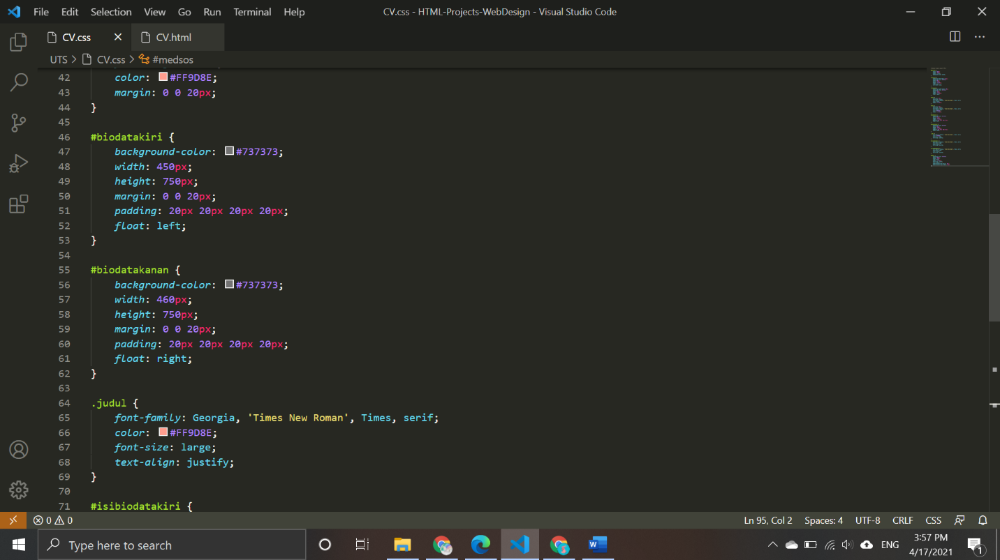 File Edit Selection View Go Run Terminal Help CV.css - HTML-Projects-WebDesign - Visual Studio Code
CV.css CV.html
UTS > CV.css > #medsos
42 color: #FF9D8E;
43 margin: 0 0 20px;
44 }
45
46 #biodatakiri {
47 background-color: #737373;
48 width: 450px;
49 height: 750px;
50 margin: 0 0 20px;
51 padding: 20px 20px 20px 20px;
52 float: left;
53 }
54
55 #biodatakanan {
56 background-color: #737373;
57 width: 460px;
58 height: 750px;
59 margin: 0 0 20px;
60 padding: 20px 20px 20px 20px;
61 float: right;
62 }
63
64 .judul {
65 font-family: Georgia, 'Times New Roman', Times, serif;
66 color: #FF9D8E;
67 font-size: large;
68 text-align: justify;
69 }
70
71 #isibiodatakiri {
0 0 Ln 95, Col 2 Spaces: 4 UTF-8 CRLF CSS
Type here to search ENG 3:57 PM
4/17/2021 1